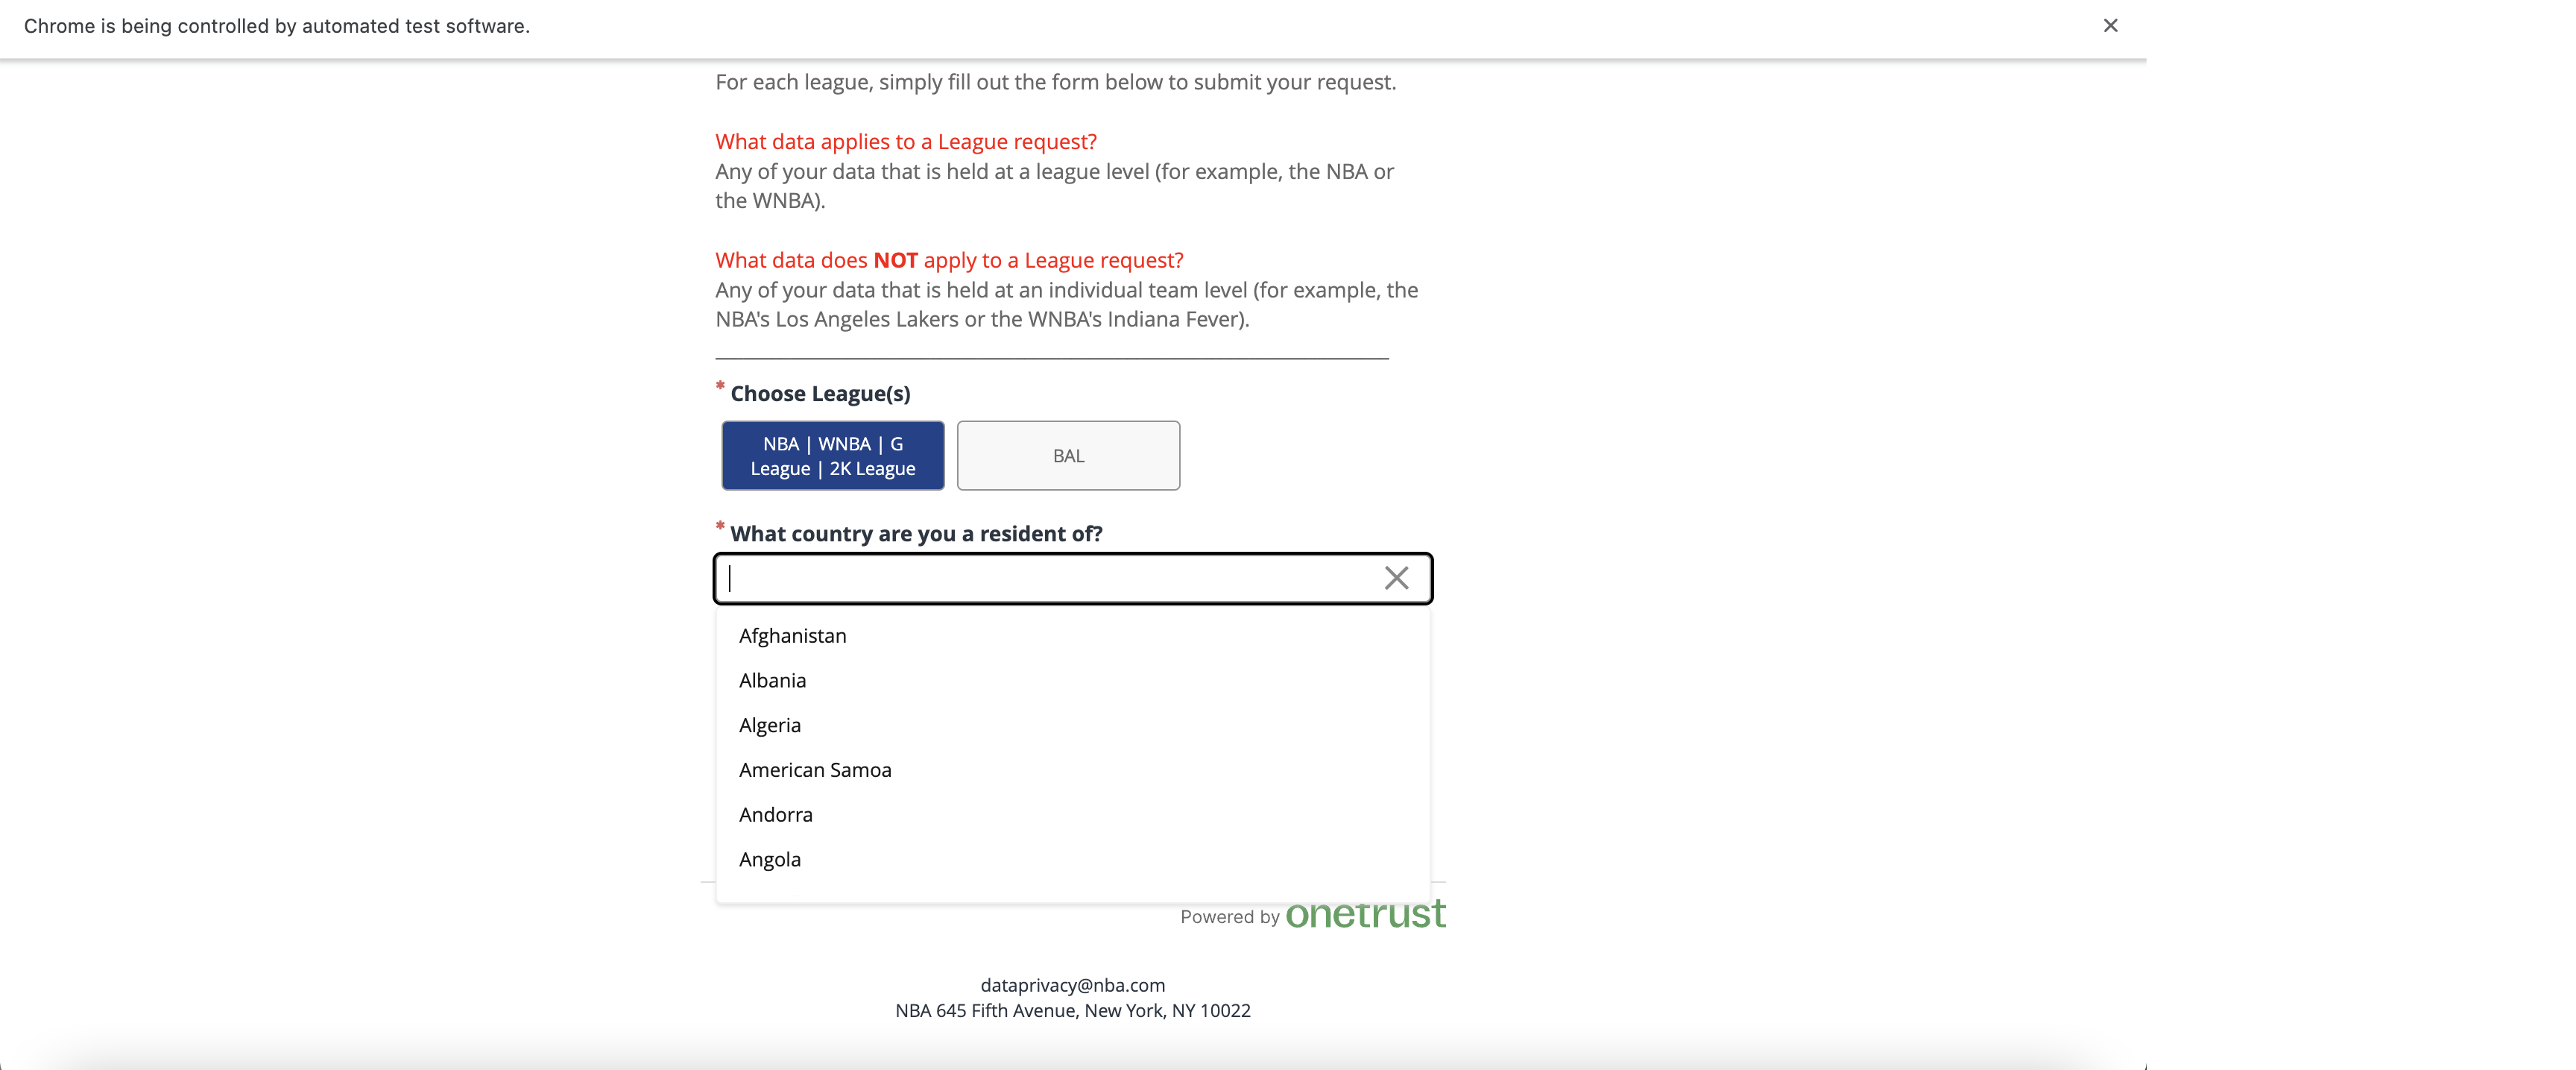 Chrome is being controlled by automated test software.
For each league, simply fill out the form below to submit your request.
What data applies to a League request?
Any of your data that is held at a league level (for example, the NBA or
the WNBA).
What data does NOT apply to a League request?
Any of your data that is held at an individual team level (for example, the
NBA's Los Angeles Lakers or the WNBA's Indiana Fever).
* Choose League(s)
NBA | WNBA | G
League | 2K League
BAL
* What country are you a resident of?
Afghanistan
Albania
Algeria
American Samoa
Andorra
Angola
Powered by onetrust
dataprivacy@nba.com
NBA 645 Fifth Avenue, New York, NY 10022